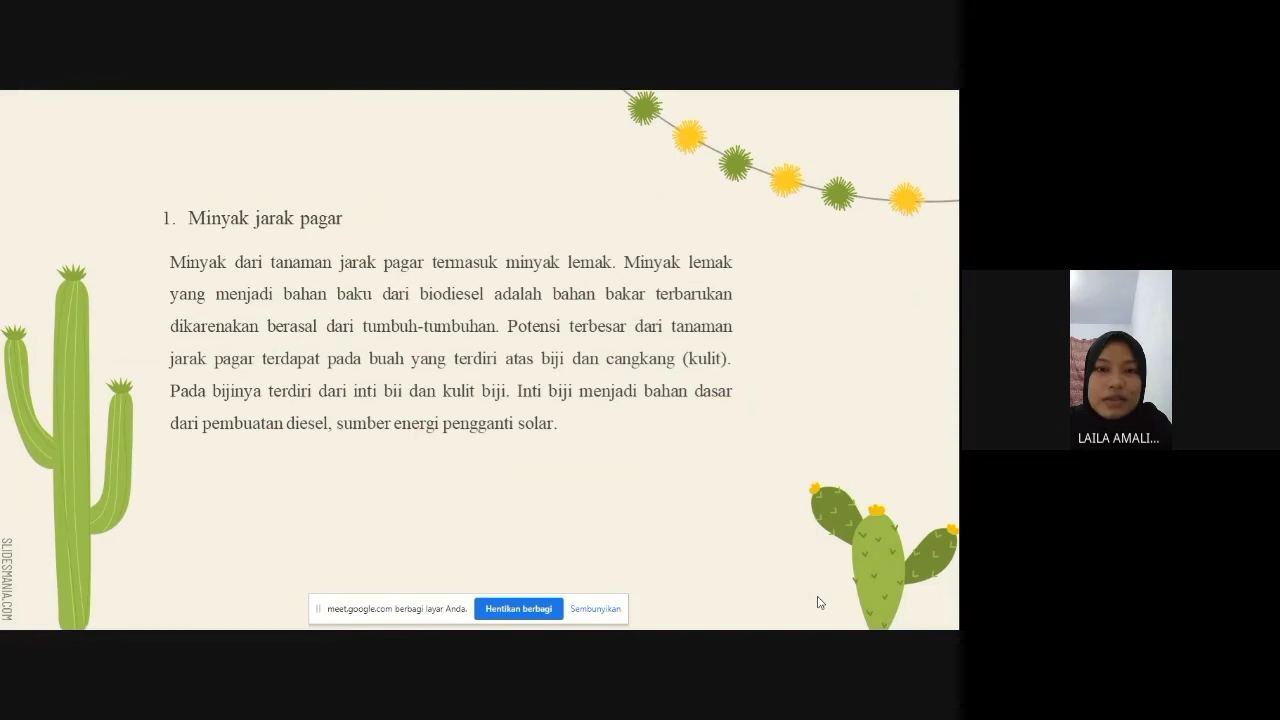 1. Minyak jarak pagar
Minyak dari tanaman jarak pagar termasuk minyak lemak. Minyak lemak
yang menjadi bahan baku dari biodiesel adalah bahan bakar terbarukan
dikarenakan berasal dari tumbuh-tumbuhan. Potensi terbesar dari tanaman
jarak pagar terdapat pada buah yang terdiri atas biji dan cangkang (kulit).
Pada bijinya terdiri dari inti bii dan kulit biji. Inti biji menjadi bahan dasar
dari pembuatan diesel, sumber energi pengganti solar.
SLIDESMANIA.COM
meet.google.com berbagi layar Anda. Hentikan berbagi Sembunyikan
LAILA AMALI...